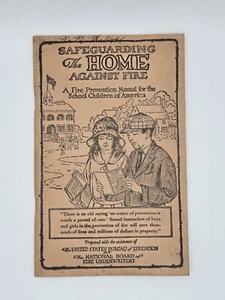 SAFEGUARDING
The HOME
AGAINST FIRE
A Fire Prevention Manual for the
School Children of America
"There is an old saying 'an ounce of prevention is
worth a pound of cure.' Sound instruction of boys
and girls in the prevention of fire will save thou-
sands of lives and millions of dollars in property."
Prepared with the assistance of
The UNITED STATES BUREAU of EDUCATION
by
The NATIONAL BOARD of
FIRE UNDERWRITERS